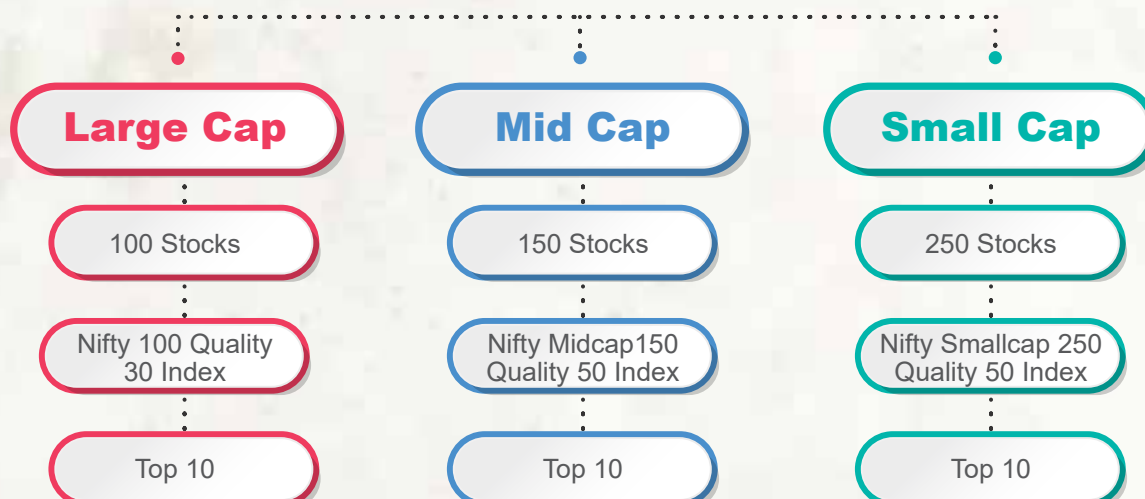 Large Cap
Mid Cap
Small Cap
100 Stocks
150 Stocks
250 Stocks
Nifty 100 Quality
30 Index
Nifty Midcap150
Quality 50 Index
Nifty Smallcap 250
Quality 50 Index
Top 10
Top 10
Top 10